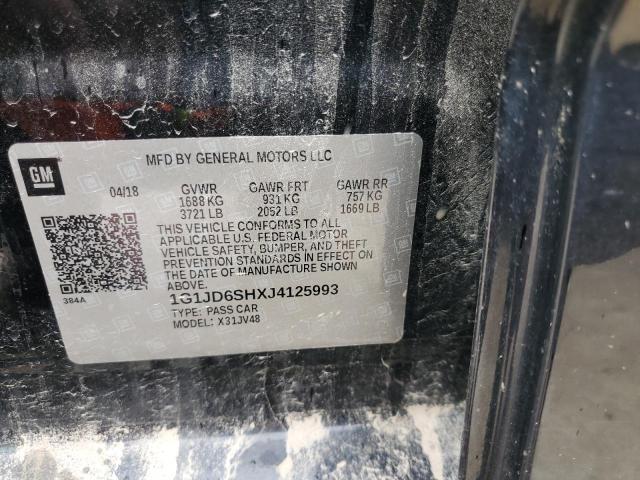 GM
MFD BY GENERAL MOTORS LLC
04/18 GVWR GAWR FRT GAWR RR
1688 KG 931 KG 757 KG
3721 LB 2052 LB 1669 LB
THIS VEHICLE CONFORMS TO ALL
APPLICABLE U.S. FEDERAL MOTOR
VEHICLE SAFETY, BUMPER, AND THEFT
PREVENTION STANDARDS IN EFFECT ON
THE DATE OF MANUFACTURE SHOWN
ABOVE.
384A
1G1JD6SHXJ4125993
TYPE: PASS CAR
MODEL: X31JV48